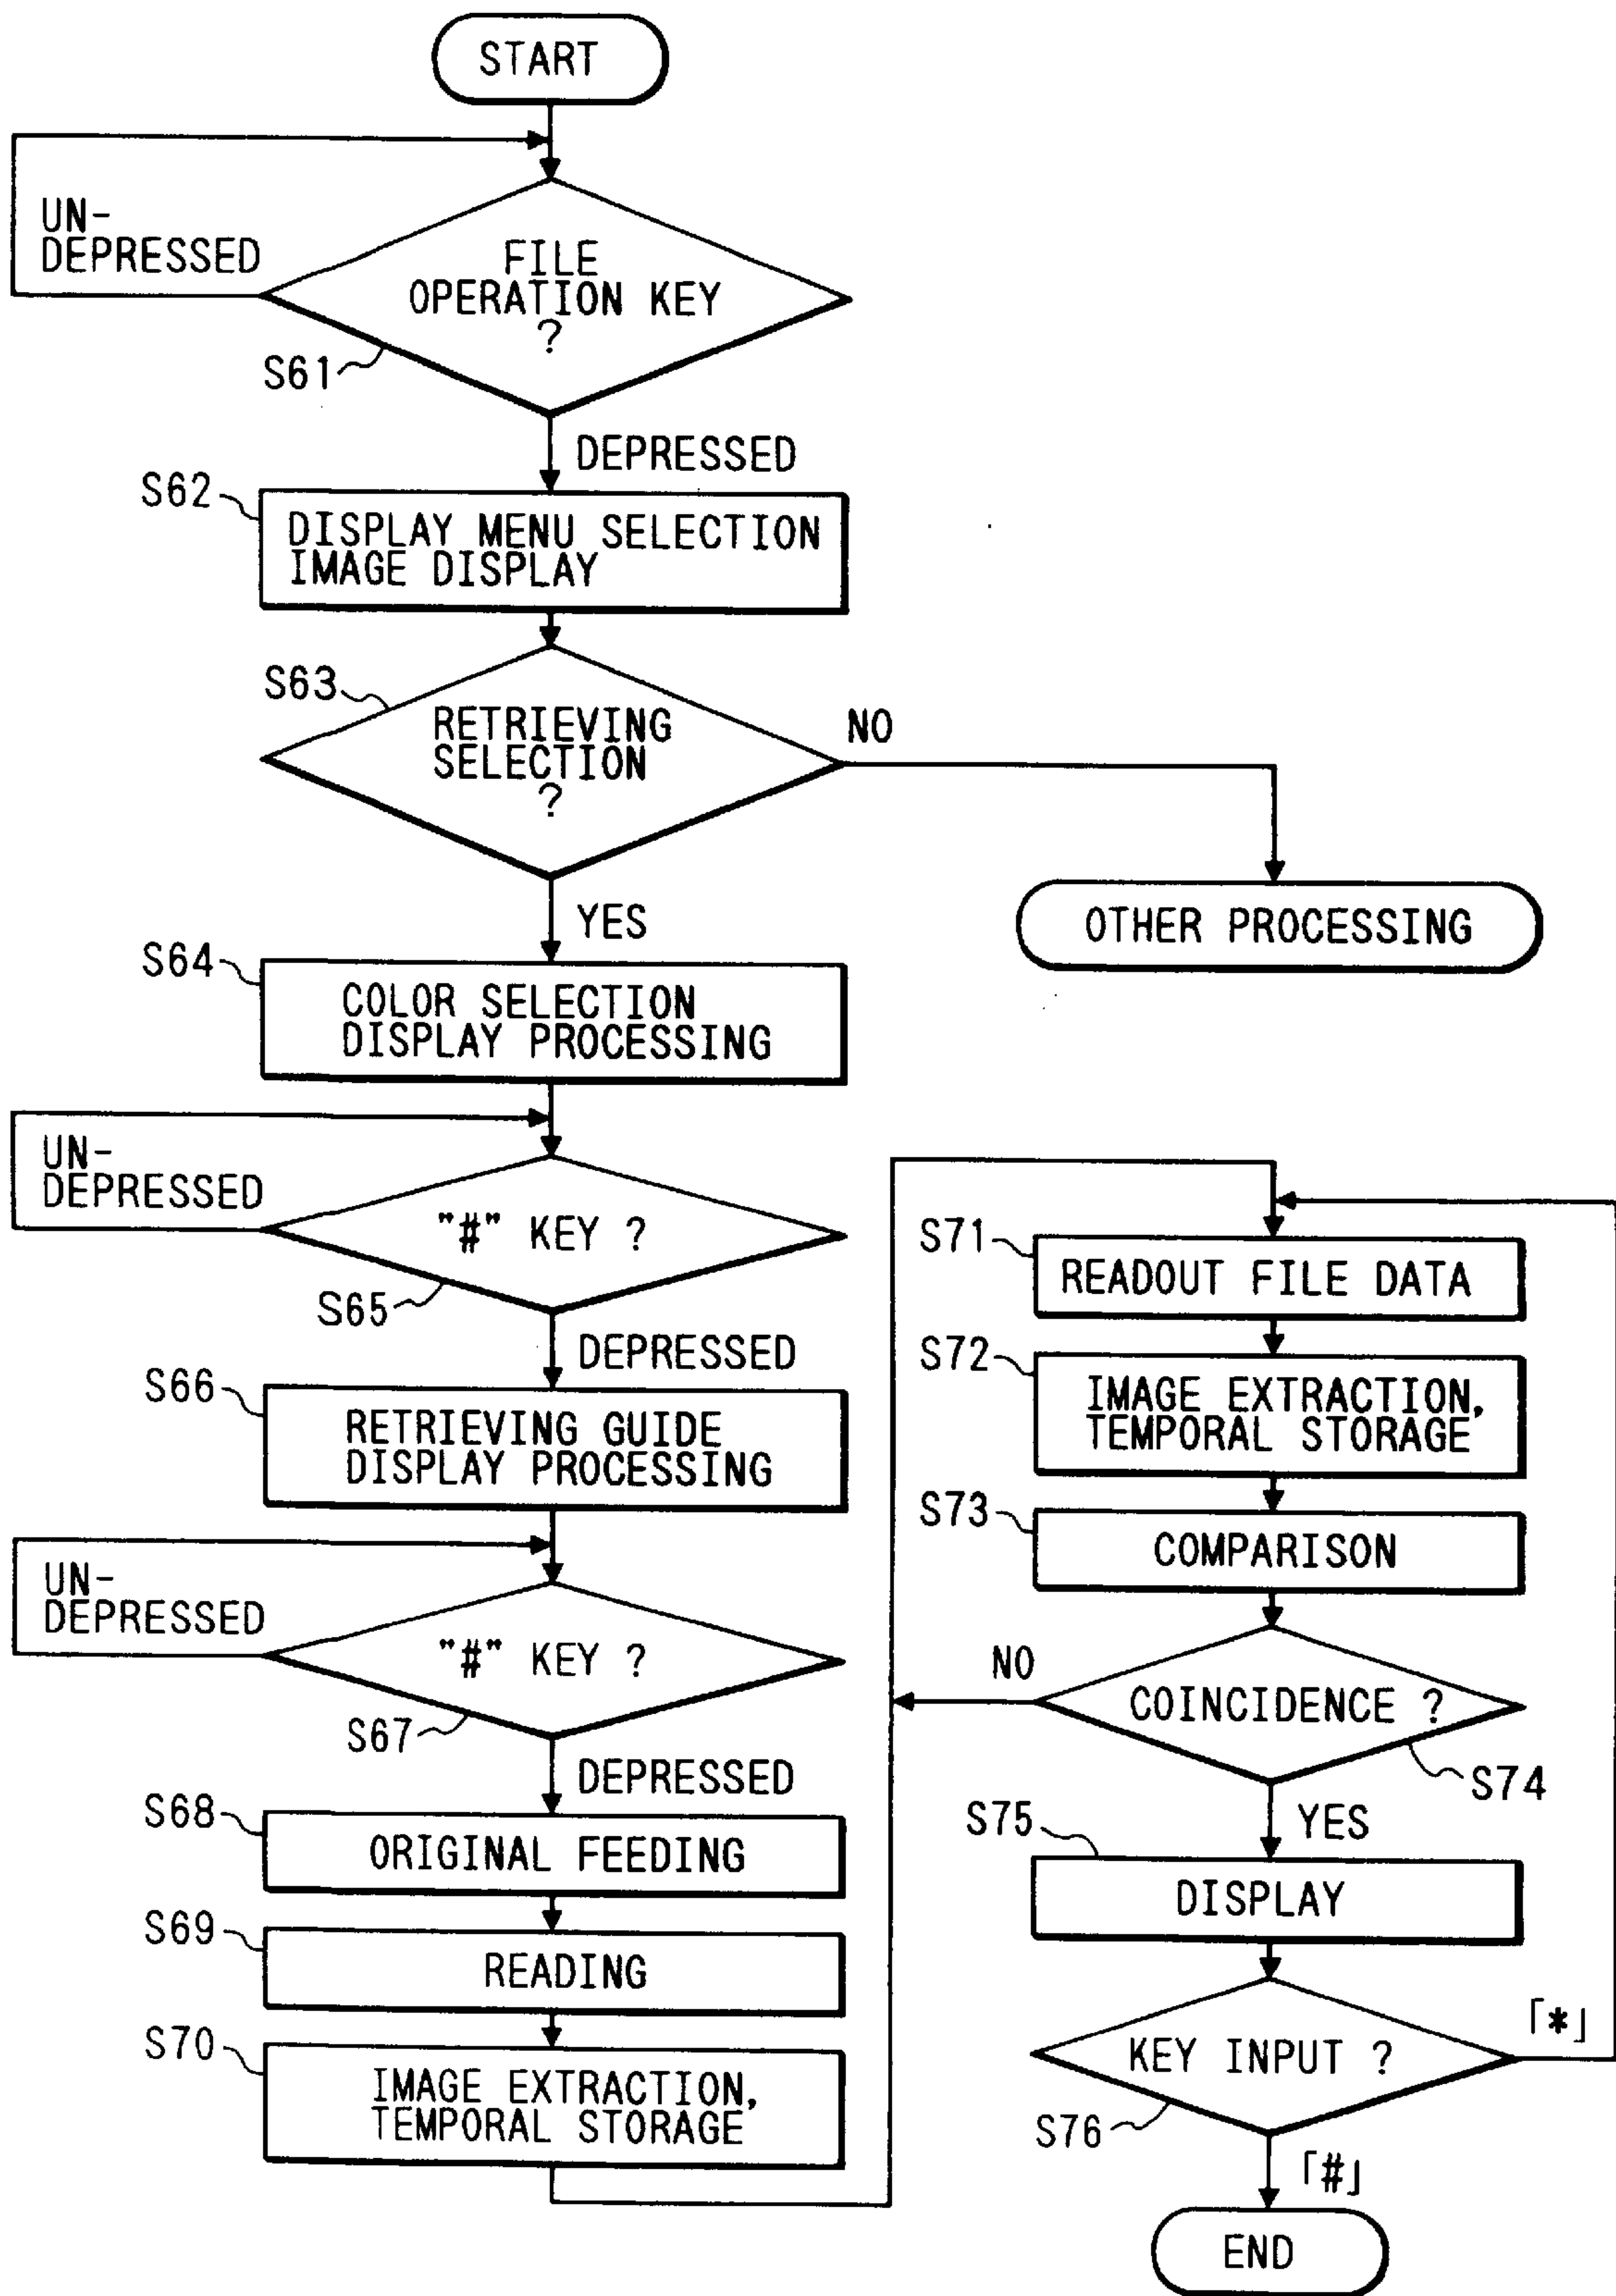 START
UN-
DEPRESSED
FILE
OPERATION KEY
?
S61
DEPRESSED
S62
DISPLAY MENU SELECTION
IMAGE DISPLAY
S63
RETRIEVING
SELECTION
?
NO
YES
OTHER PROCESSING
S64
COLOR SELECTION
DISPLAY PROCESSING
UN-
DEPRESSED
"#" KEY ?
S65
DEPRESSED
S66
RETRIEVING GUIDE
DISPLAY PROCESSING
UN-
DEPRESSED
"#" KEY ?
S67
DEPRESSED
S68
ORIGINAL FEEDING
S69
READING
S70
IMAGE EXTRACTION,
TEMPORAL STORAGE
S71
READOUT FILE DATA
S72
IMAGE EXTRACTION,
TEMPORAL STORAGE
S73
COMPARISON
NO
COINCIDENCE ?
S74
YES
S75
DISPLAY
KEY INPUT ?
「*」
S76
「#」
END